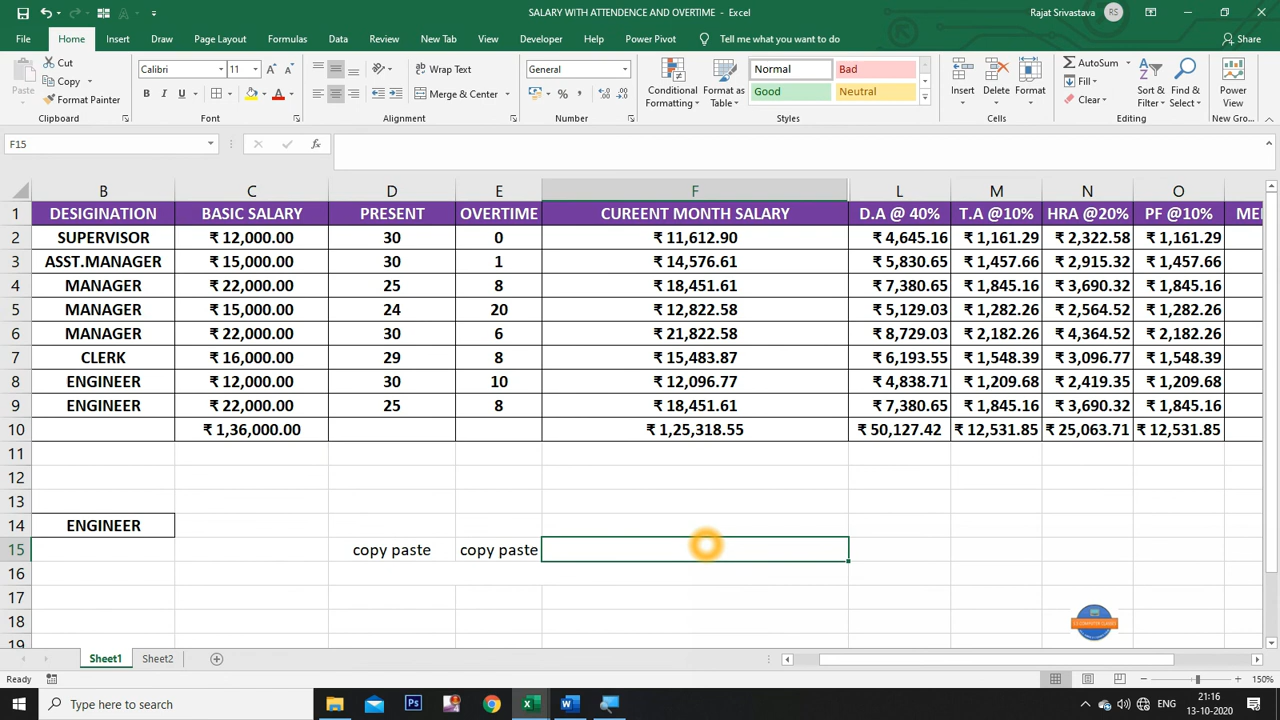 SALARY WITH ATTENDENCE AND OVERTIME - Excel
Rajat Srivastava RS
File Home Insert Draw Page Layout Formulas Data Review New Tab View Developer Help Power Pivot Tell me what you want to do Share
Paste Cut Copy Format Painter Clipboard
Calibri 11 B I U Font
Wrap Text Merge & Center Alignment
General % Number
Conditional Formatting Format as Table Normal Bad Good Neutral Styles
Insert Delete Format Cells
AutoSum Fill Clear Sort & Filter Find & Select Editing
Power View New Gro...
F15 fx
B C D E F L M N O
1 DESIGNATION BASIC SALARY PRESENT OVERTIME CUREENT MONTH SALARY D.A @ 40% T.A @10% HRA @20% PF @10% MEI
2 SUPERVISOR ₹ 12,000.00 30 0 ₹ 11,612.90 ₹ 4,645.16 ₹ 1,161.29 ₹ 2,322.58 ₹ 1,161.29
3 ASST.MANAGER ₹ 15,000.00 30 1 ₹ 14,576.61 ₹ 5,830.65 ₹ 1,457.66 ₹ 2,915.32 ₹ 1,457.66
4 MANAGER ₹ 22,000.00 25 8 ₹ 18,451.61 ₹ 7,380.65 ₹ 1,845.16 ₹ 3,690.32 ₹ 1,845.16
5 MANAGER ₹ 15,000.00 24 20 ₹ 12,822.58 ₹ 5,129.03 ₹ 1,282.26 ₹ 2,564.52 ₹ 1,282.26
6 MANAGER ₹ 22,000.00 30 6 ₹ 21,822.58 ₹ 8,729.03 ₹ 2,182.26 ₹ 4,364.52 ₹ 2,182.26
7 CLERK ₹ 16,000.00 29 8 ₹ 15,483.87 ₹ 6,193.55 ₹ 1,548.39 ₹ 3,096.77 ₹ 1,548.39
8 ENGINEER ₹ 12,000.00 30 10 ₹ 12,096.77 ₹ 4,838.71 ₹ 1,209.68 ₹ 2,419.35 ₹ 1,209.68
9 ENGINEER ₹ 22,000.00 25 8 ₹ 18,451.61 ₹ 7,380.65 ₹ 1,845.16 ₹ 3,690.32 ₹ 1,845.16
10 ₹ 1,36,000.00 ₹ 1,25,318.55 ₹ 50,127.42 ₹ 12,531.85 ₹ 25,063.71 ₹ 12,531.85
11
12
13
14 ENGINEER
15 copy paste copy paste
16
17
18
19
Sheet1 Sheet2
Ready 150%
Type here to search Ps ENG 21:16
13-10-2020